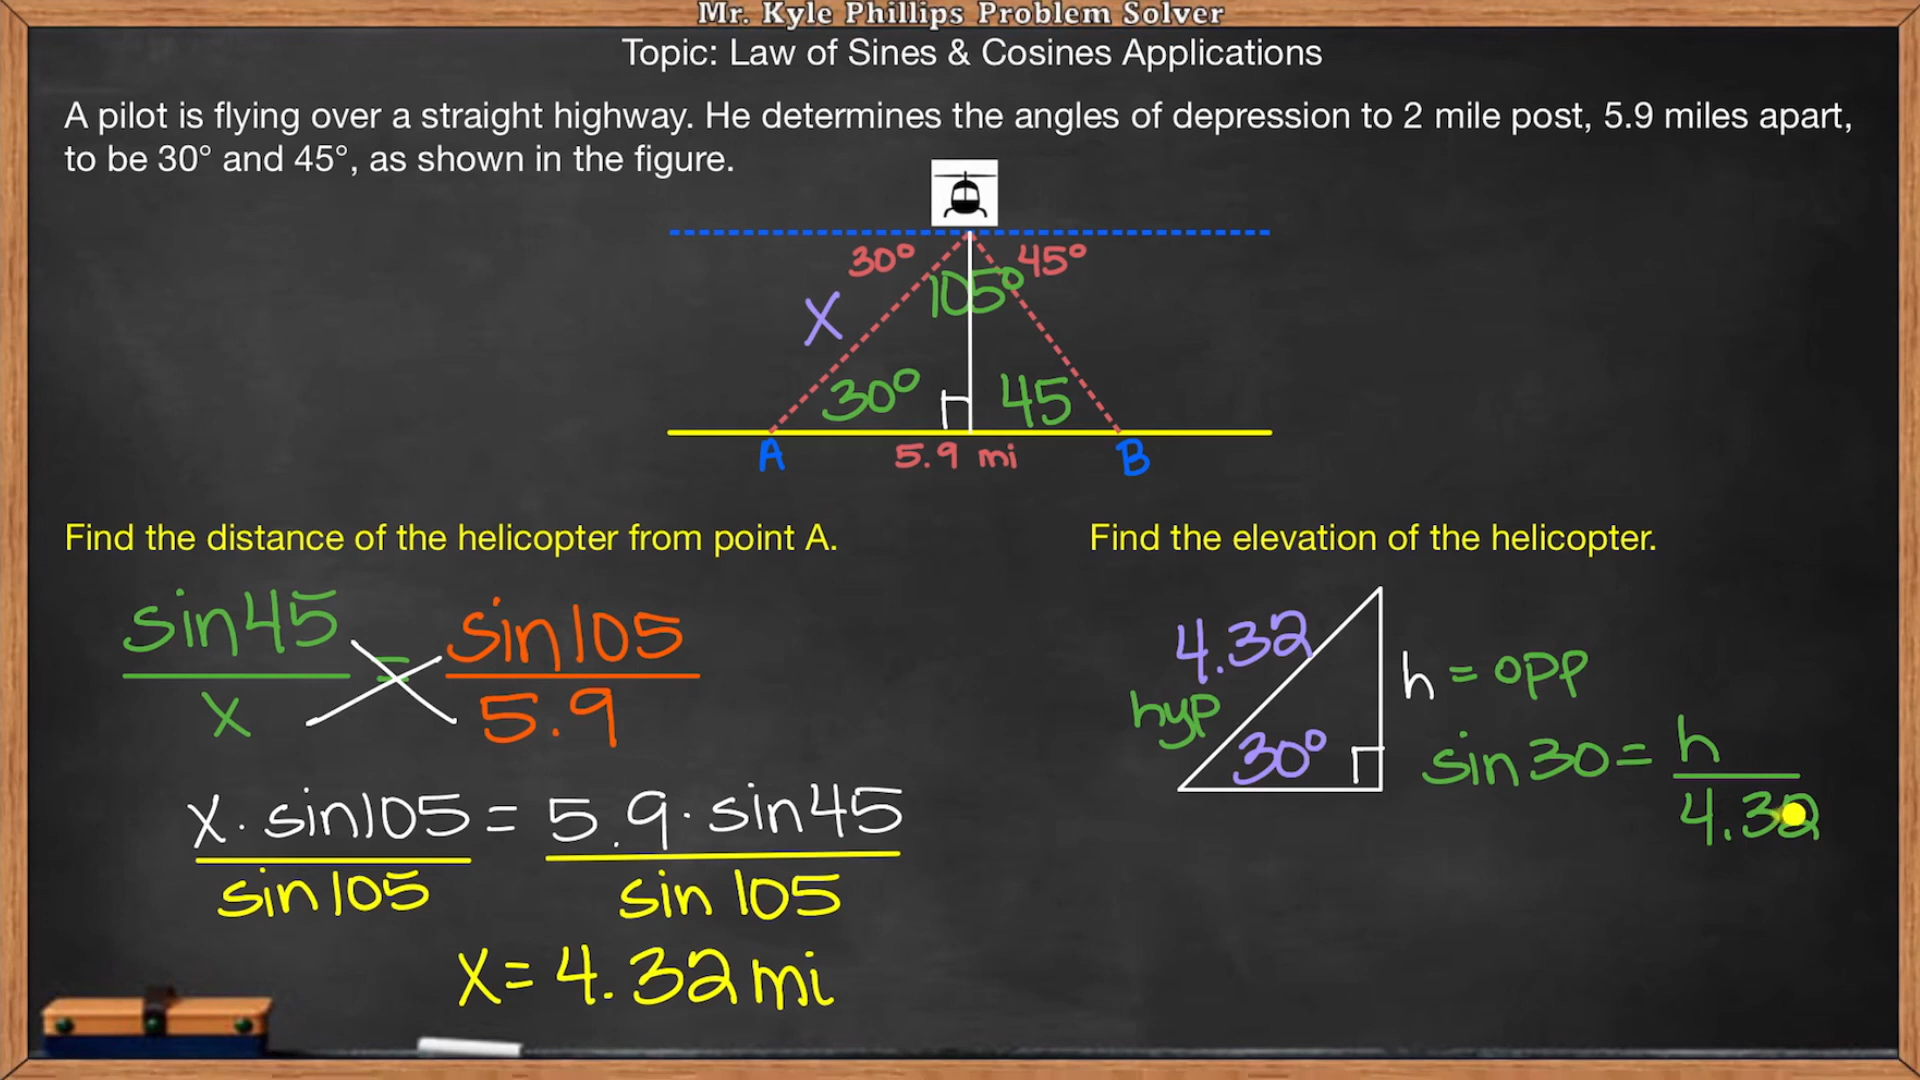 Mr. Kyle Phillips Problem Solver
Topic: Law of Sines & Cosines Applications
A pilot is flying over a straight highway. He determines the angles of depression to 2 mile post, 5.9 miles apart,
to be 30° and 45°, as shown in the figure.
30° 45°
105°
X
30° 45
A 5.9 mi B
Find the distance of the helicopter from point A.
sin45 = sin105
x 5.9
x · sin105 = 5.9 · sin45
sin 105 sin 105
x = 4.32 mi
Find the elevation of the helicopter.
4.32
h = opp
hyp
30°
sin 30 = h
4.32